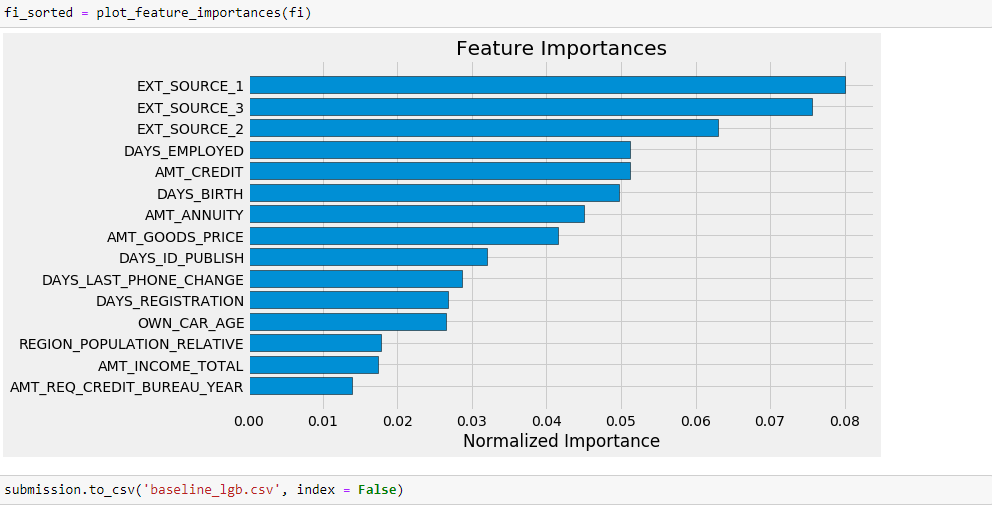 fi_sorted = plot_feature_importances(fi)
Feature Importances
EXT_SOURCE_1
EXT_SOURCE_3
EXT_SOURCE_2
DAYS_EMPLOYED
AMT_CREDIT
DAYS_BIRTH
AMT_ANNUITY
AMT_GOODS_PRICE
DAYS_ID_PUBLISH
DAYS_LAST_PHONE_CHANGE
DAYS_REGISTRATION
OWN_CAR_AGE
REGION_POPULATION_RELATIVE
AMT_INCOME_TOTAL
AMT_REQ_CREDIT_BUREAU_YEAR
0.00 0.01 0.02 0.03 0.04 0.05 0.06 0.07 0.08
Normalized Importance
submission.to_csv('baseline_lgb.csv', index = False)